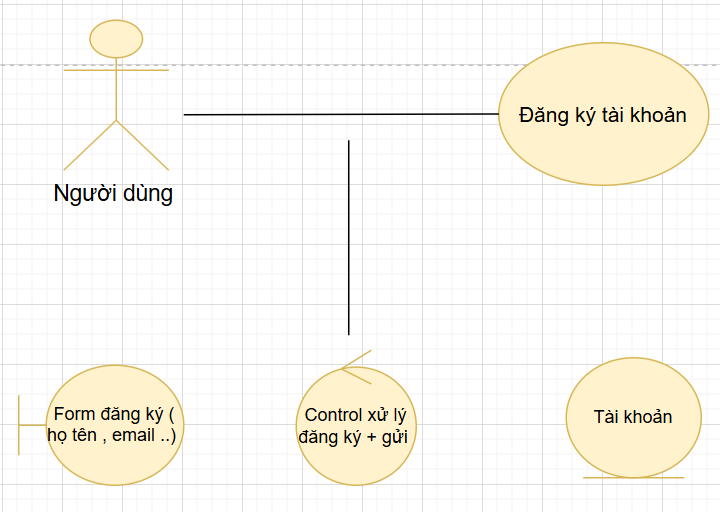 Đăng ký tài khoản
Người dùng
Form đăng ký (
họ tên , email ..)
Control xử lý
đăng ký + gửi
Tài khoản